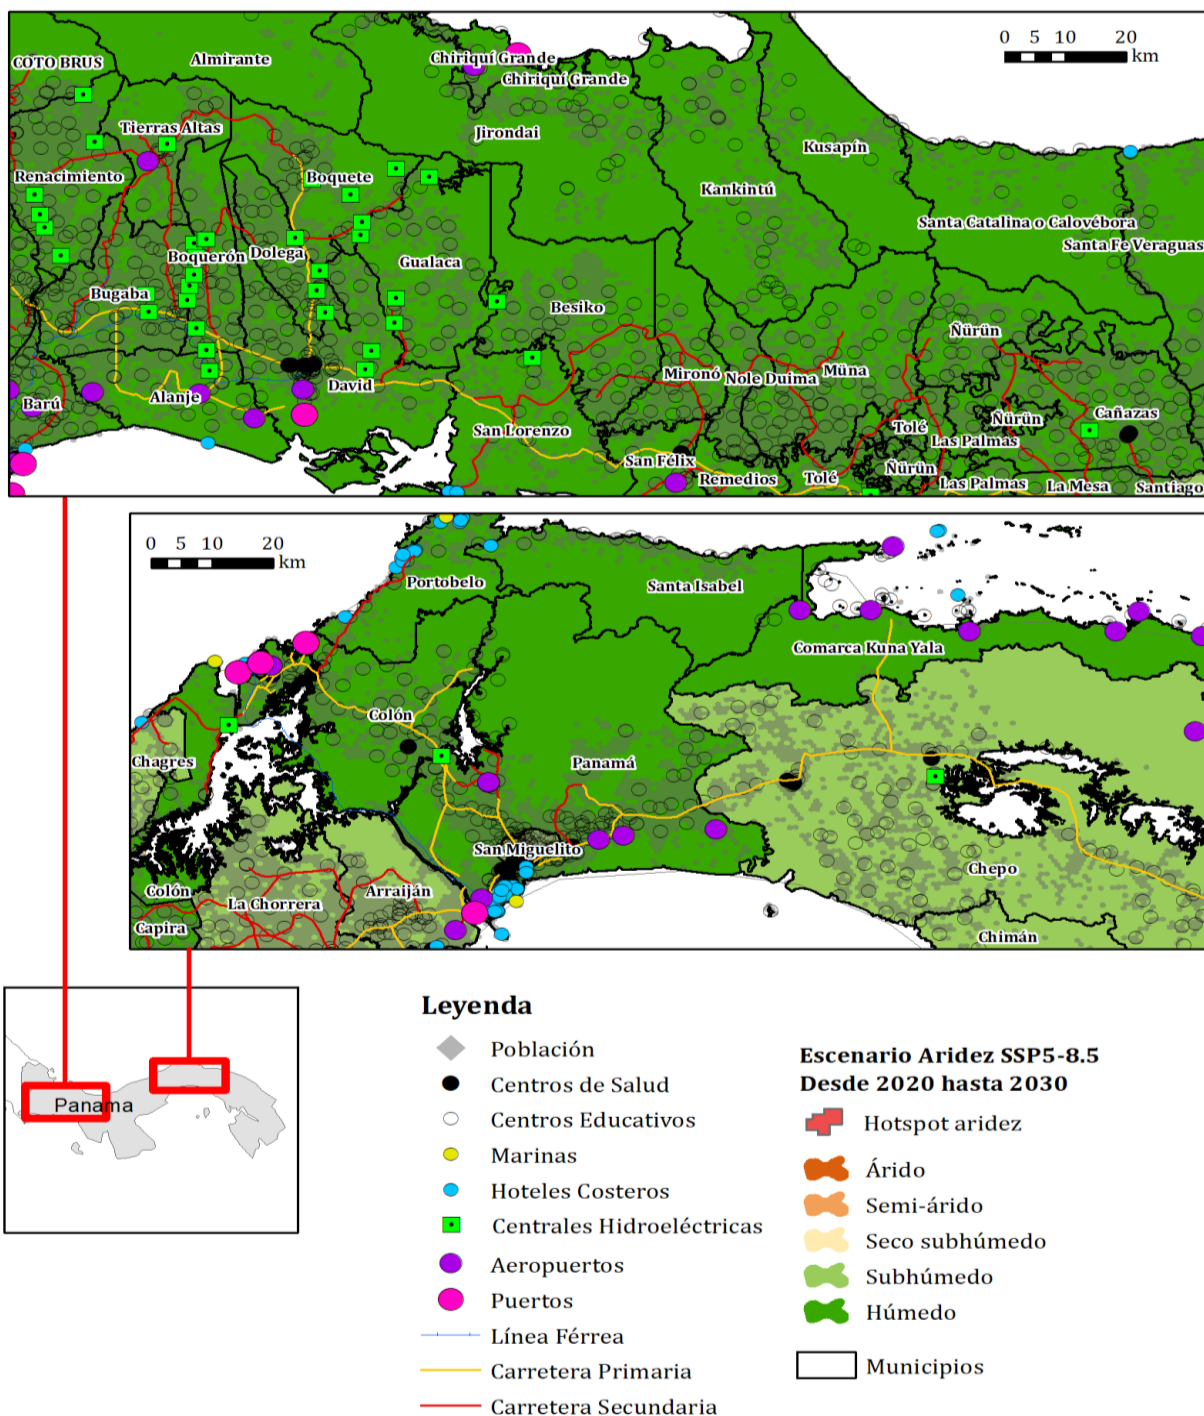 COTO BRUS
Almirante
Chiriquí Grande
Chiriquí Grande
0 5 10 20
km
Tierras Altas
Jirondai
Kusapín
Renacimiento
Boquete
Kankintú
Santa Catalina o Calovébora
Santa Fe Veraguas
Boquerón
Dolega
Gualaca
Bugaba
Besiko
Ñürün
Mironó
Nole Duima
Müna
Barú
Alanje
David
San Lorenzo
Tolé
Las Palmas
Ñürün
Cañazas
San Félix
Remedios
Tolé
Ñürün
Las Palmas
La Mesa
Santiago
0 5 10 20
km
Portobelo
Santa Isabel
Comarca Kuna Yala
Colón
Chagres
Panamá
San Miguelito
Chepo
Colón
La Chorrera
Arraiján
Capira
Chimán
Panama
Leyenda
Población
Centros de Salud
Centros Educativos
Marinas
Hoteles Costeros
Centrales Hidroeléctricas
Aeropuertos
Puertos
Línea Férrea
Carretera Primaria
Carretera Secundaria
Escenario Aridez SSP5-8.5
Desde 2020 hasta 2030
Hotspot aridez
Árido
Semi-árido
Seco subhúmedo
Subhúmedo
Húmedo
Municipios